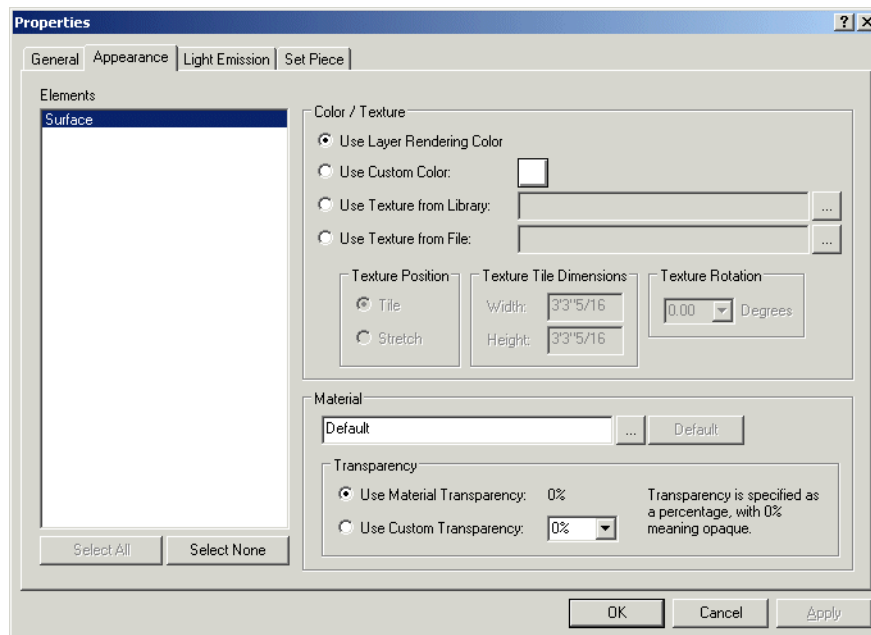 Properties
General Appearance Light Emission Set Piece
Elements
Surface
Select All Select None
Color / Texture
Use Layer Rendering Color
Use Custom Color:
Use Texture from Library: ...
Use Texture from File: ...
Texture Position
Tile
Stretch
Texture Tile Dimensions
Width: 3'3"5/16
Height: 3'3"5/16
Texture Rotation
0.00 Degrees
Material
Default ... Default
Transparency
Use Material Transparency: 0%
Use Custom Transparency: 0%
Transparency is specified as
a percentage, with 0%
meaning opaque.
OK Cancel Apply